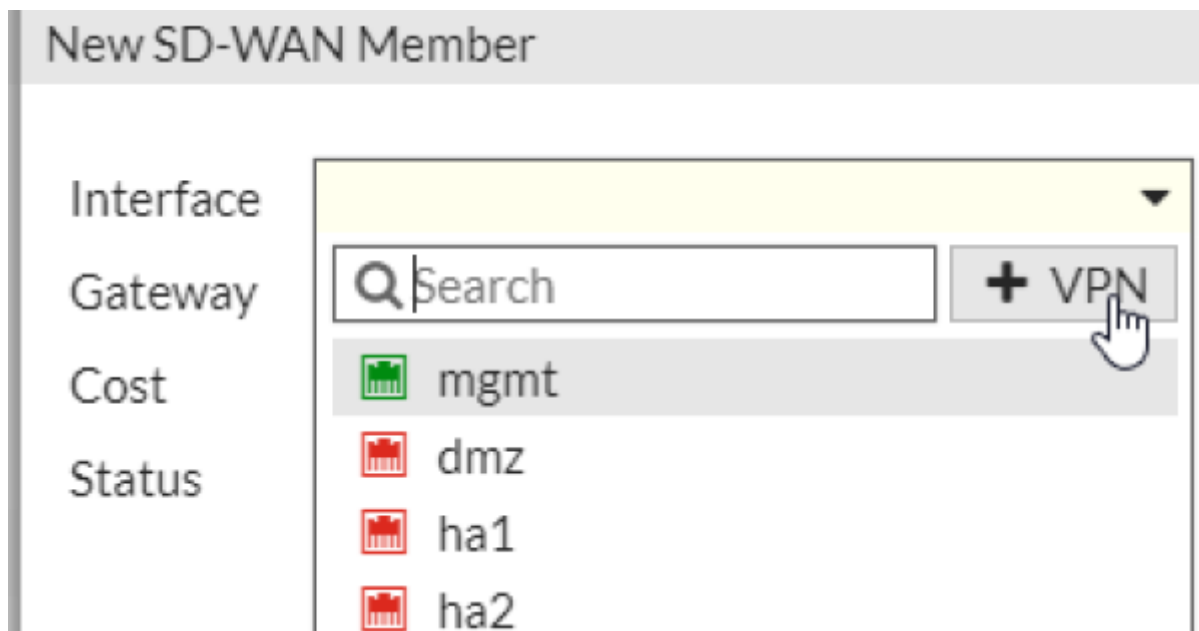 New SD-WAN Member
Interface
Search
+ VPN
Gateway
mgmt
Cost
dmz
Status
ha1
ha2